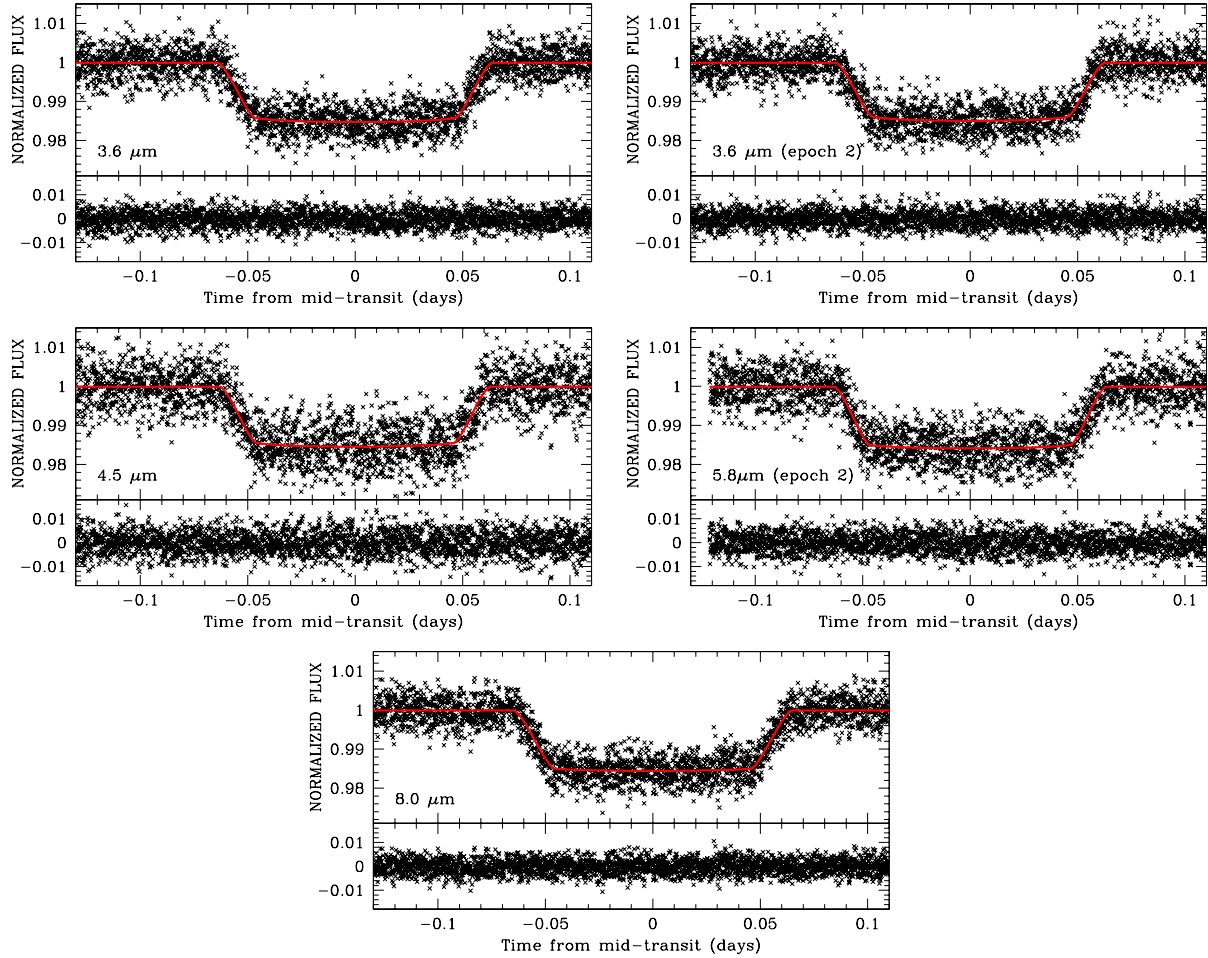 NORMALIZED FLUX
1.01
1
0.99
0.98
3.6 μm
0.01
0
−0.01
−0.1 −0.05 0 0.05 0.1
Time from mid−transit (days)
NORMALIZED FLUX
1.01
1
0.99
0.98
3.6 μm (epoch 2)
0.01
0
−0.01
−0.1 −0.05 0 0.05 0.1
Time from mid−transit (days)
NORMALIZED FLUX
1.01
1
0.99
0.98
4.5 μm
0.01
0
−0.01
−0.1 −0.05 0 0.05 0.1
Time from mid−transit (days)
NORMALIZED FLUX
1.01
1
0.99
0.98
5.8μm (epoch 2)
0.01
0
−0.01
−0.1 −0.05 0 0.05 0.1
Time from mid−transit (days)
NORMALIZED FLUX
1.01
1
0.99
0.98
8.0 μm
0.01
0
−0.01
−0.1 −0.05 0 0.05 0.1
Time from mid−transit (days)